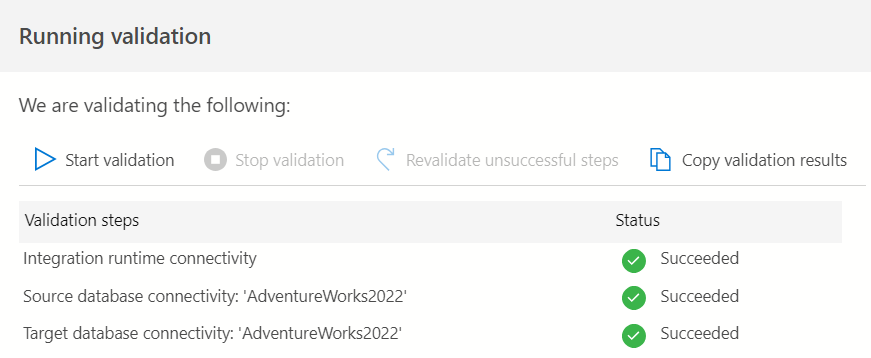 Running validation
We are validating the following:
Start validation Stop validation Revalidate unsuccessful steps Copy validation results
Validation steps Status
Integration runtime connectivity Succeeded
Source database connectivity: 'AdventureWorks2022' Succeeded
Target database connectivity: 'AdventureWorks2022' Succeeded